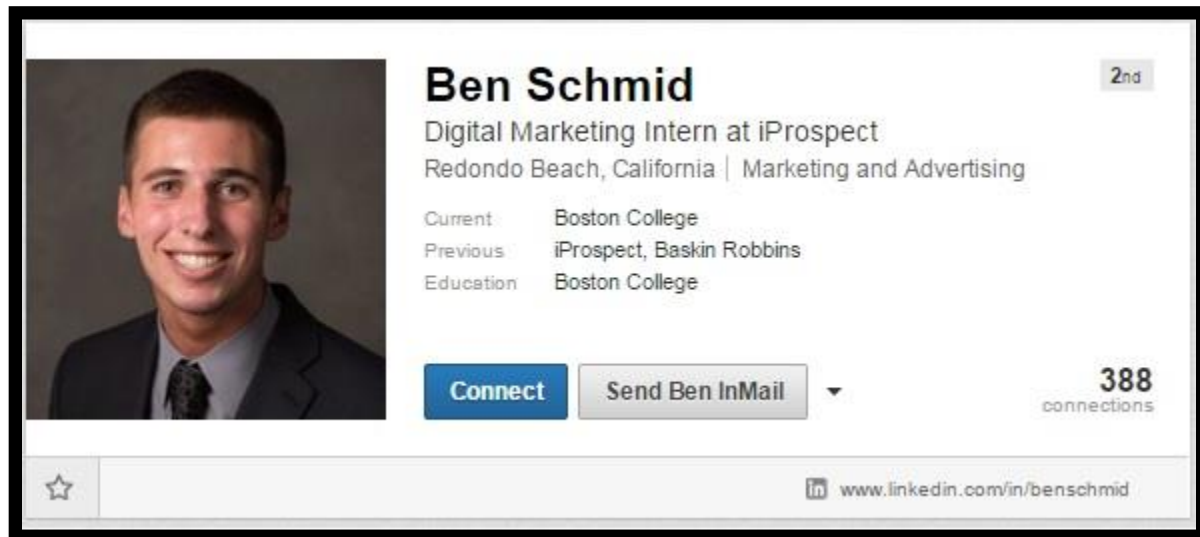 Ben Schmid
2nd
Digital Marketing Intern at iProspect
Redondo Beach, California | Marketing and Advertising
Current Boston College
Previous iProspect, Baskin Robbins
Education Boston College
Connect Send Ben InMail
388
connections
in www.linkedin.com/in/benschmid